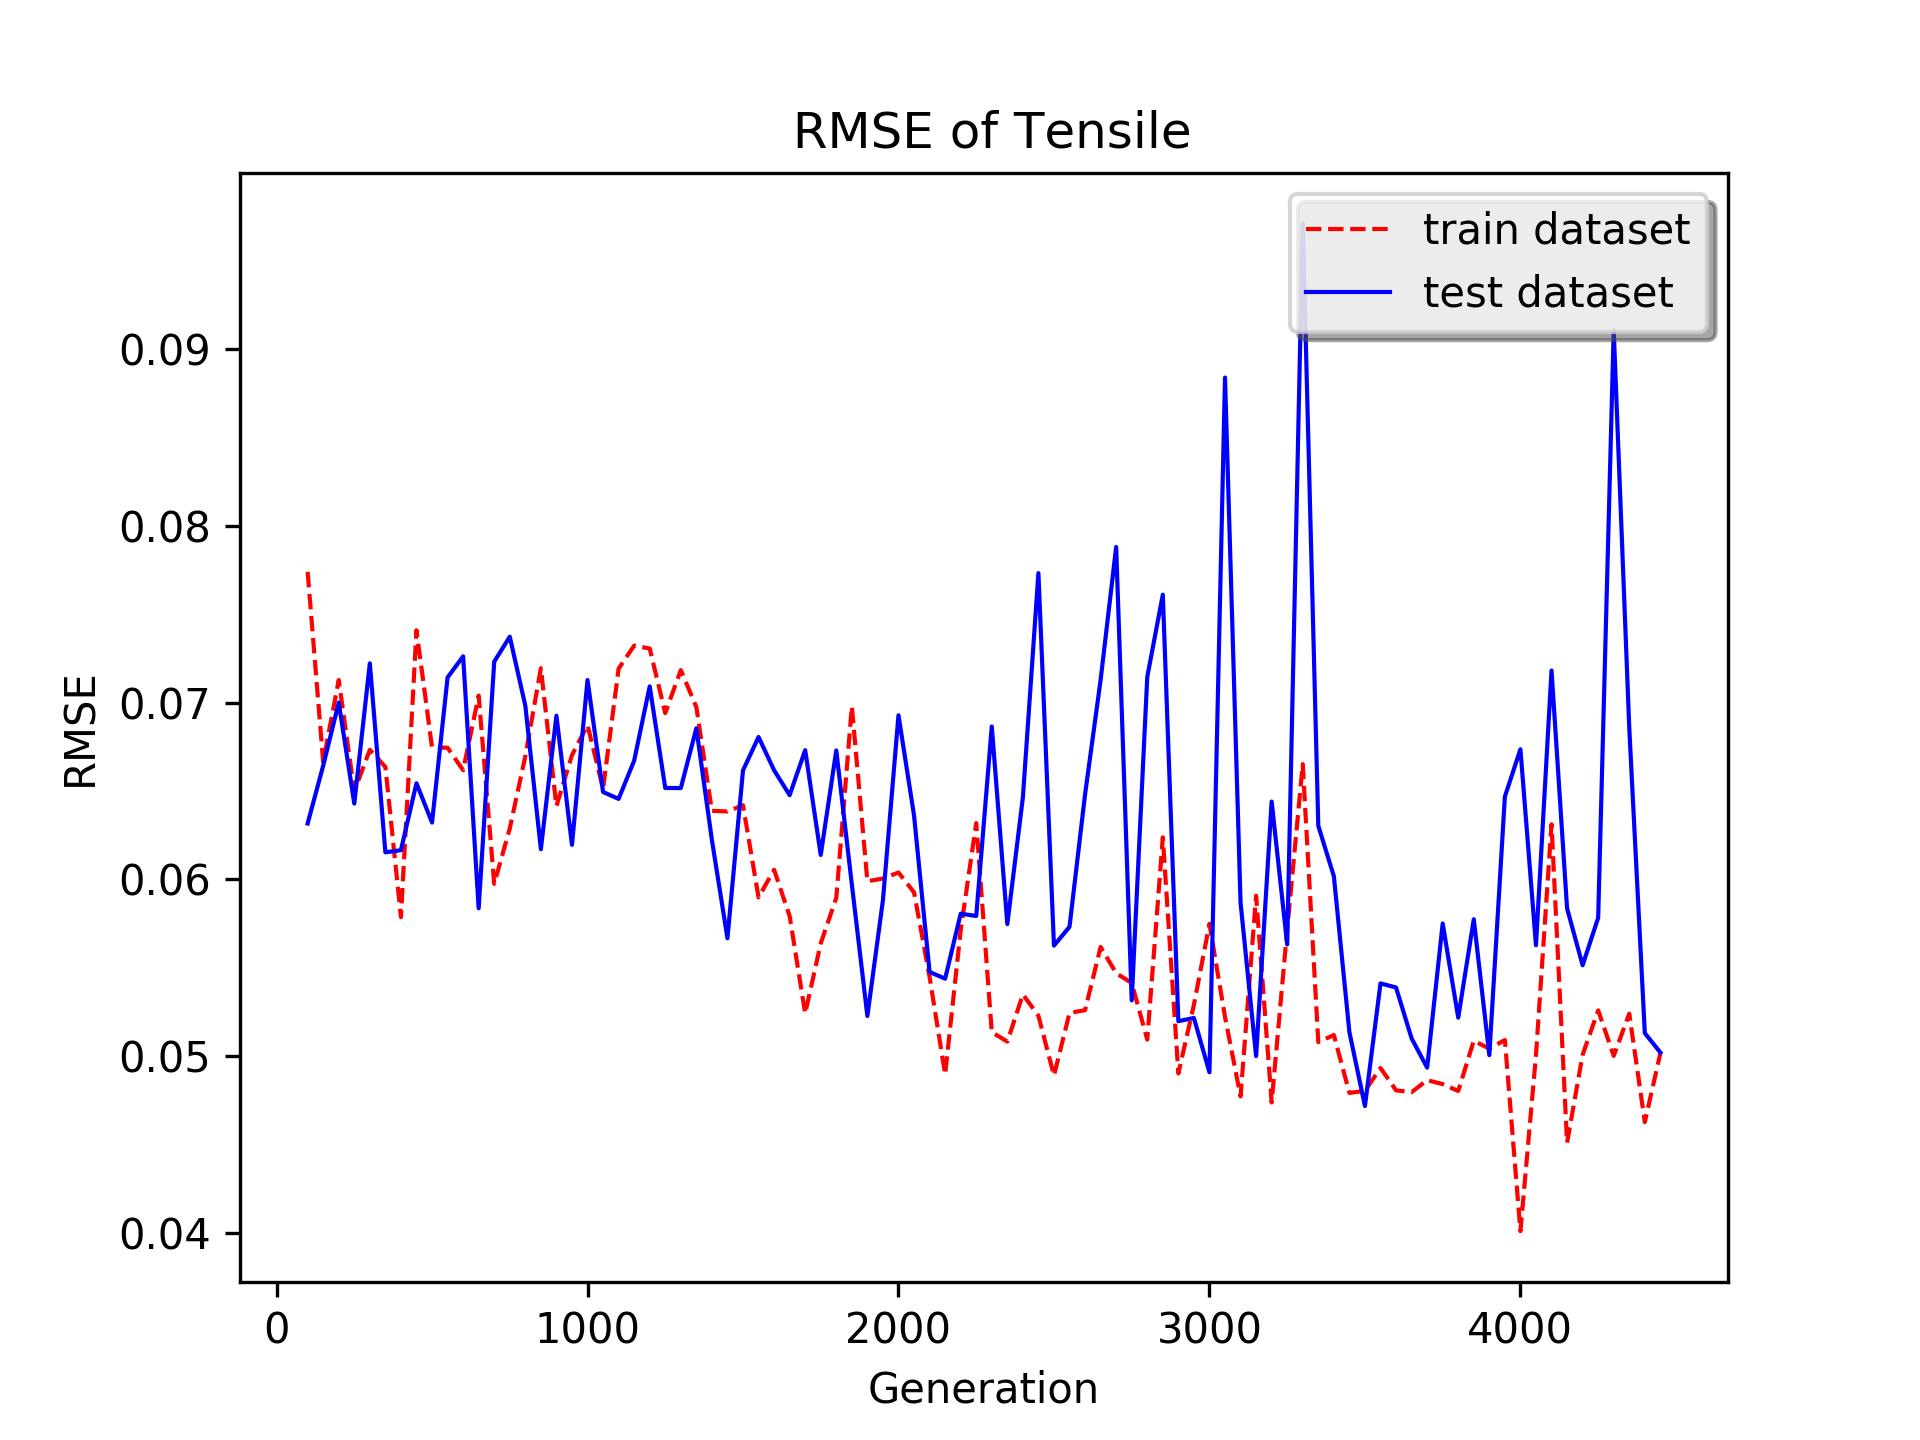 RMSE of Tensile
train dataset
test dataset
0.09
0.08
0.07
0.06
0.05
0.04
RMSE
0 1000 2000 3000 4000
Generation